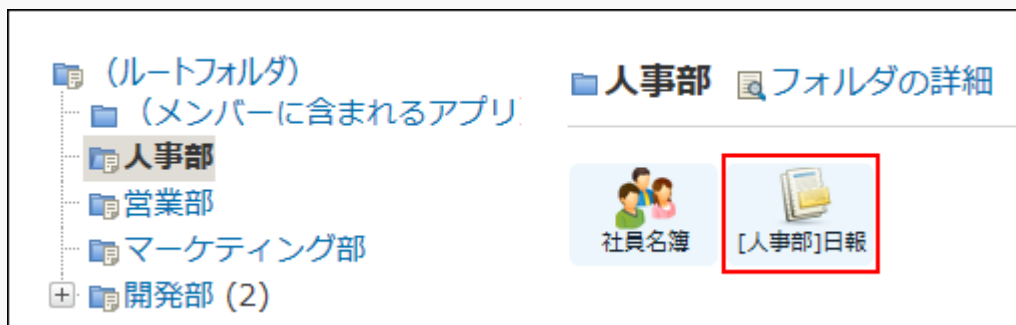 (ルートフォルダ)
(メンバーに含まれるアプリ
人事部
営業部
マーケティング部
開発部 (2)
人事部 フォルダの詳細
社員名簿
[人事部]日報